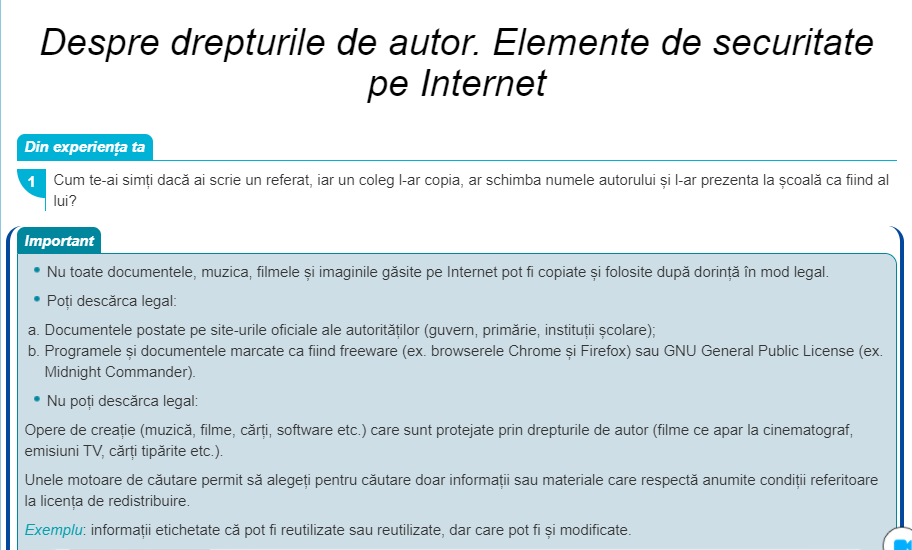 Despre drepturile de autor. Elemente de securitate
pe Internet
Din experiența ta
1 Cum te-ai simți dacă ai scrie un referat, iar un coleg l-ar copia, ar schimba numele autorului și l-ar prezenta la școală ca fiind al
lui?
Important
• Nu toate documentele, muzica, filmele și imaginile găsite pe Internet pot fi copiate și folosite după dorință în mod legal.
• Poți descărca legal:
a. Documentele postate pe site-urile oficiale ale autorităților (guvern, primărie, instituții școlare);
b. Programele și documentele marcate ca fiind freeware (ex. browserele Chrome și Firefox) sau GNU General Public License (ex.
Midnight Commander).
• Nu poți descărca legal:
Opere de creație (muzică, filme, cărți, software etc.) care sunt protejate prin drepturile de autor (filme ce apar la cinematograf,
emisiuni TV, cărți tipărite etc.).
Unele motoare de căutare permit să alegeți pentru căutare doar informații sau materiale care respectă anumite condiții referitoare
la licența de redistribuire.
Exemplu: informații etichetate că pot fi reutilizate sau reutilizate, dar care pot fi și modificate.